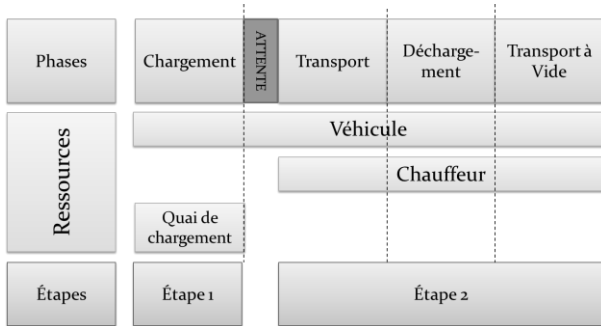 Phases
Chargement
ATTENTE
Transport
Décharge-
ment
Transport à
Vide
Ressources
Véhicule
Chauffeur
Quai de
chargement
Étapes
Étape 1
Étape 2